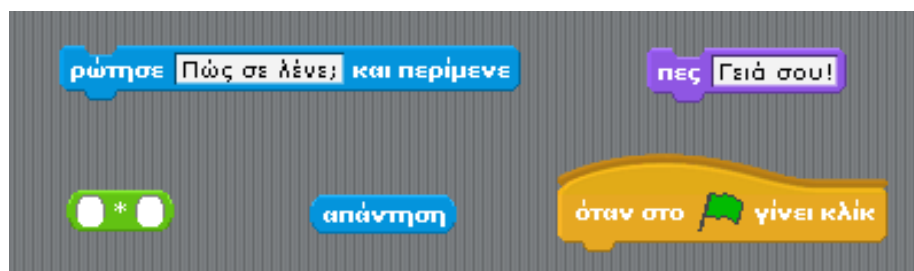 ρώτησε Πώς σε λένε; και περίμενε
πες Γειά σου!
*
απάντηση
όταν στο γίνει κλίκ